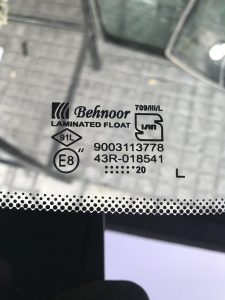 Behnoor 709/III/L
LAMINATED FLOAT
91L
E8 9003113778
43R-018541
20
L